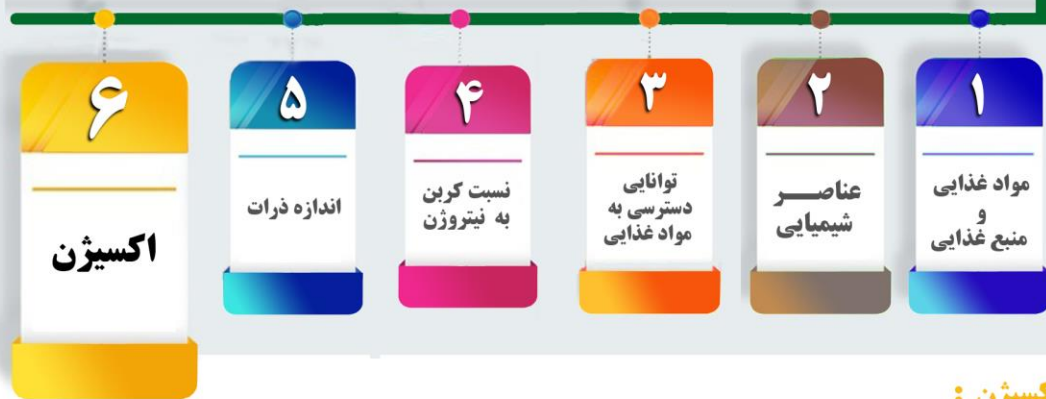 ۱
مواد غذایی
و
منبع غذایی
۲
عناصـــر
شیمیایی
۳
توانایی
دسترسی به
مواد غذایی
۴
نسبت کربن
به نیتروژن
۵
اندازه ذرات
۶
اکسیژن